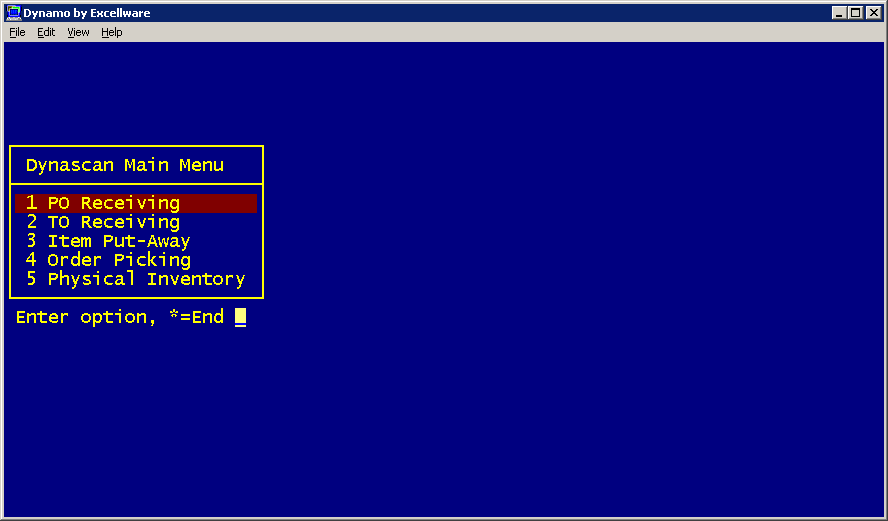 Dynamo by Excellware
File Edit View Help
Dynascan Main Menu
1 PO Receiving
2 TO Receiving
3 Item Put-Away
4 Order Picking
5 Physical Inventory
Enter option, *=End